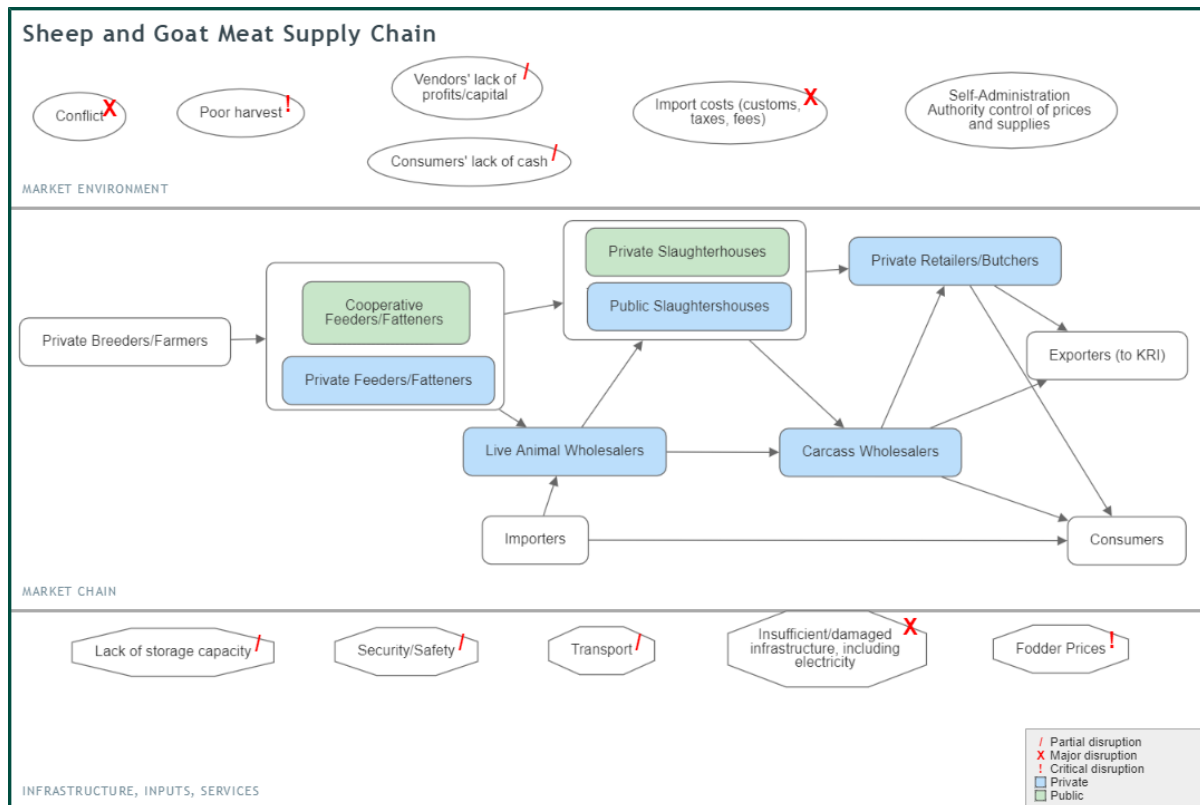 Sheep and Goat Meat Supply Chain
Conflict X
Poor harvest !
Vendors' lack of /
profits/capital
Consumers' lack of cash /
Import costs (customs, X
taxes, fees)
Self-Administration
Authority control of prices
and supplies
MARKET ENVIRONMENT
Private Breeders/Farmers
Cooperative
Feeders/Fatteners
Private Feeders/Fatteners
Private Slaughterhouses
Public Slaughtershouses
Private Retailers/Butchers
Exporters (to KRI)
Live Animal Wholesalers
Carcass Wholesalers
Importers
Consumers
MARKET CHAIN
Lack of storage capacity /
Security/Safety /
Transport /
Insufficient/damaged X
infrastructure, including
electricity
Fodder Prices !
/ Partial disruption
X Major disruption
! Critical disruption
Private
Public
INFRASTRUCTURE, INPUTS, SERVICES